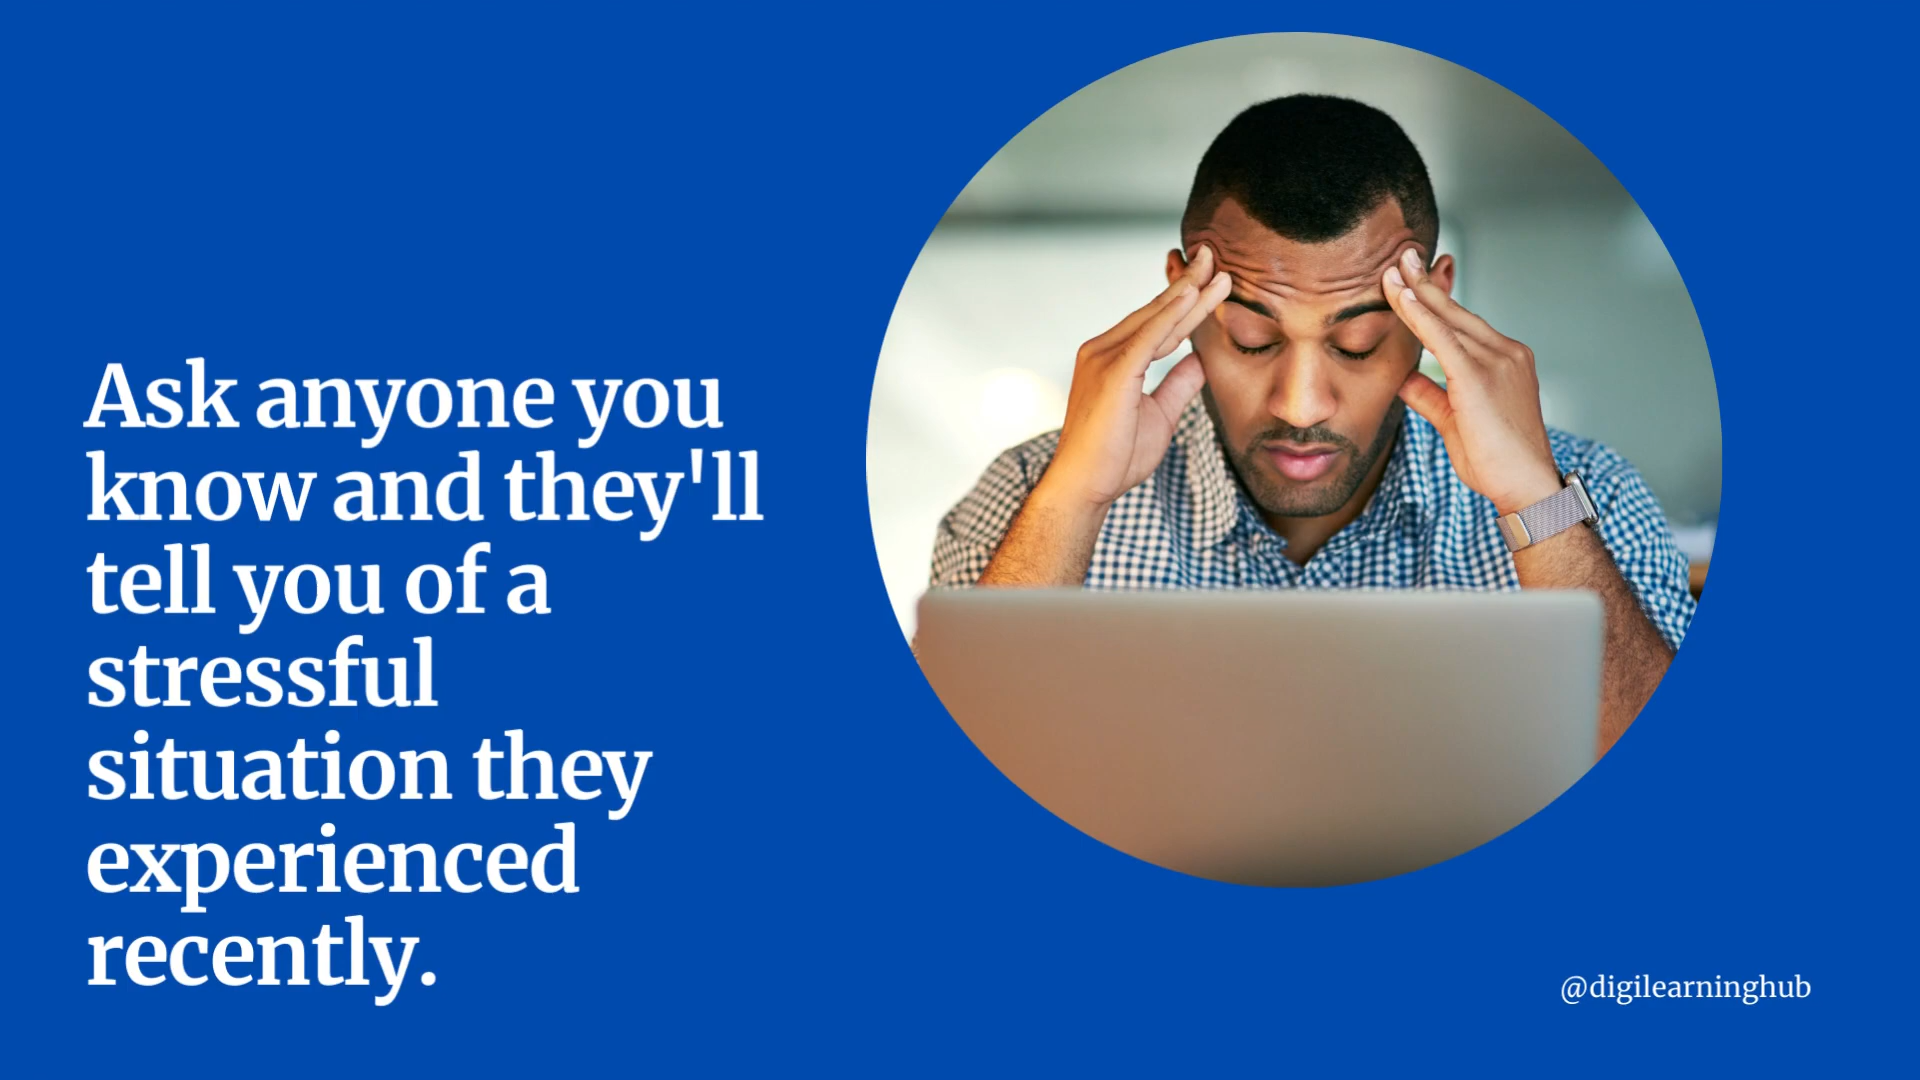 Ask anyone you
know and they'll
tell you of a
stressful
situation they
experienced
recently.
@digilearninghub